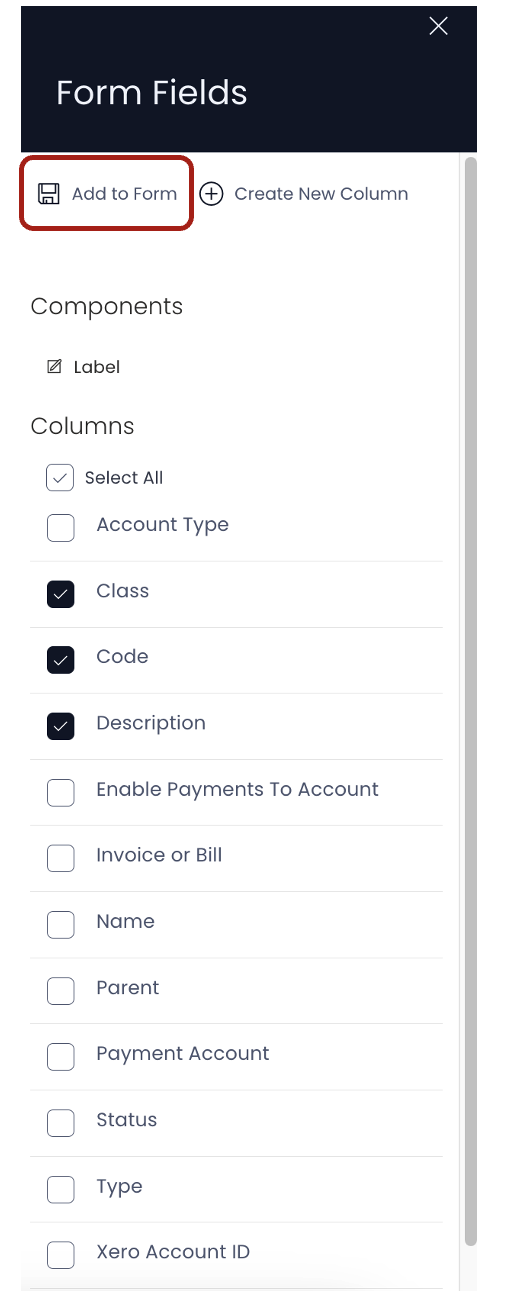 Form Fields
Add to Form Create New Column
Components
Label
Columns
Select All
Account Type
Class
Code
Description
Enable Payments To Account
Invoice or Bill
Name
Parent
Payment Account
Status
Type
Xero Account ID